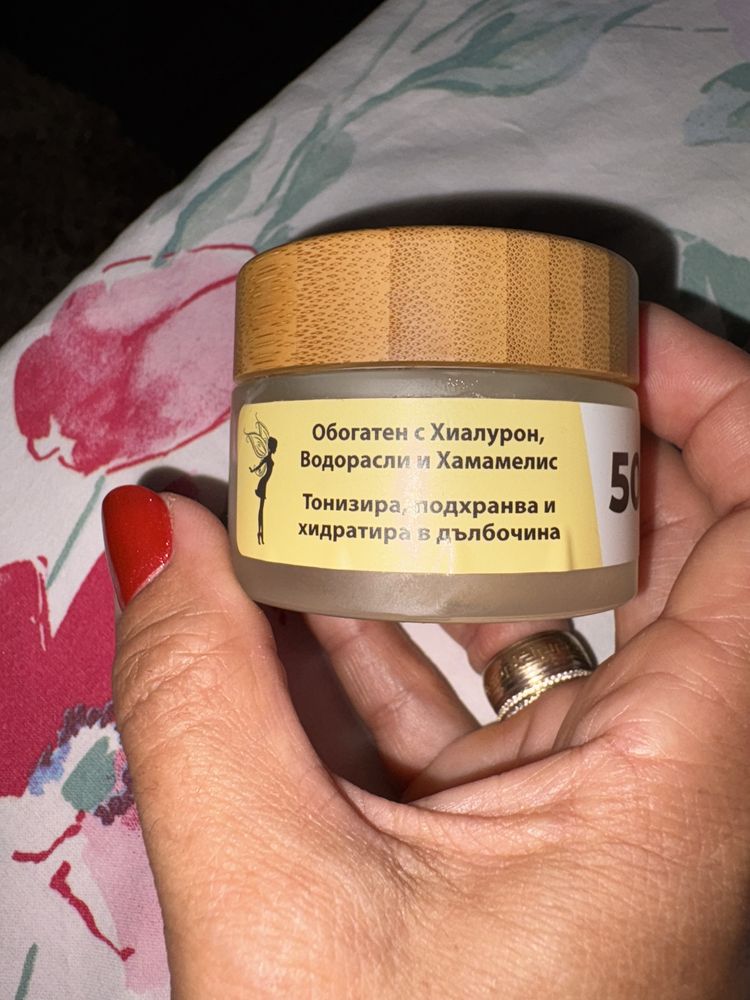 Обогатен с Хиалурон,
Водорасли и Хамамелис
Тонизира, подхранва и
хидратира в дълбочина